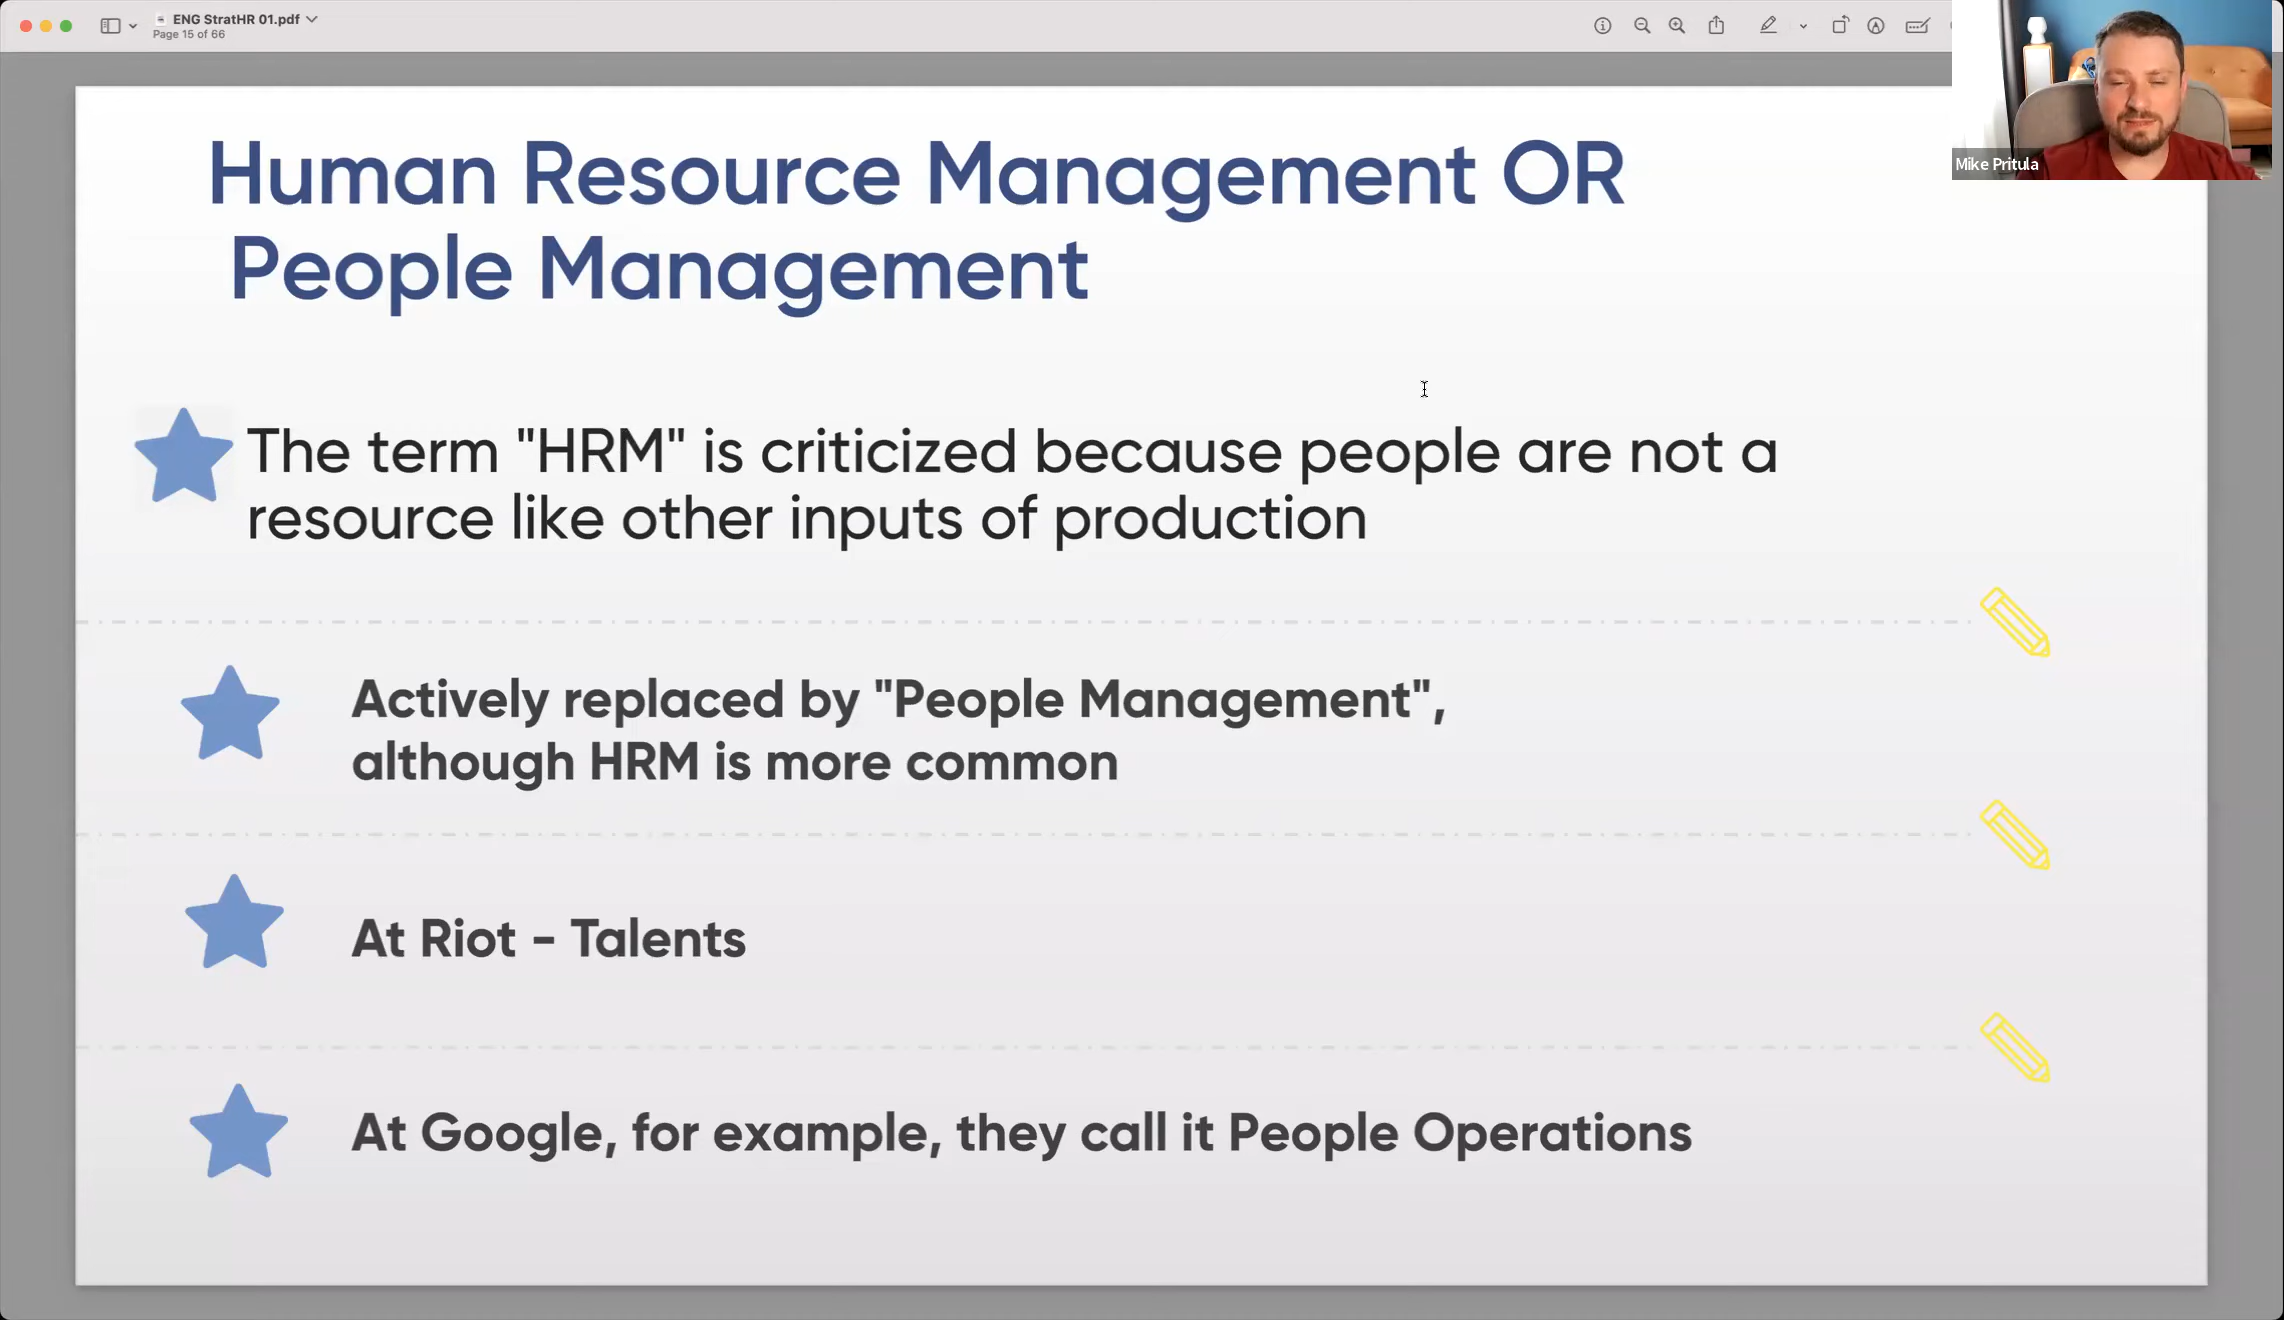 ENG StratHR 01.pdf
Page 15 of 66
Mike Pritula
Human Resource Management OR
People Management
The term "HRM" is criticized because people are not a
resource like other inputs of production
Actively replaced by "People Management",
although HRM is more common
At Riot - Talents
At Google, for example, they call it People Operations